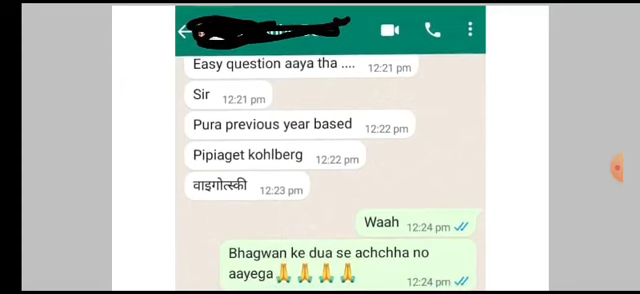 Easy question aaya tha .... 12:21 pm
Sir 12:21 pm
Pura previous year based 12:22 pm
Pipiaget kohlberg 12:22 pm
वाइगोत्स्की 12:23 pm
Waah 12:24 pm
Bhagwan ke dua se achchha no
aayega🙏🙏🙏🙏 12:24 pm